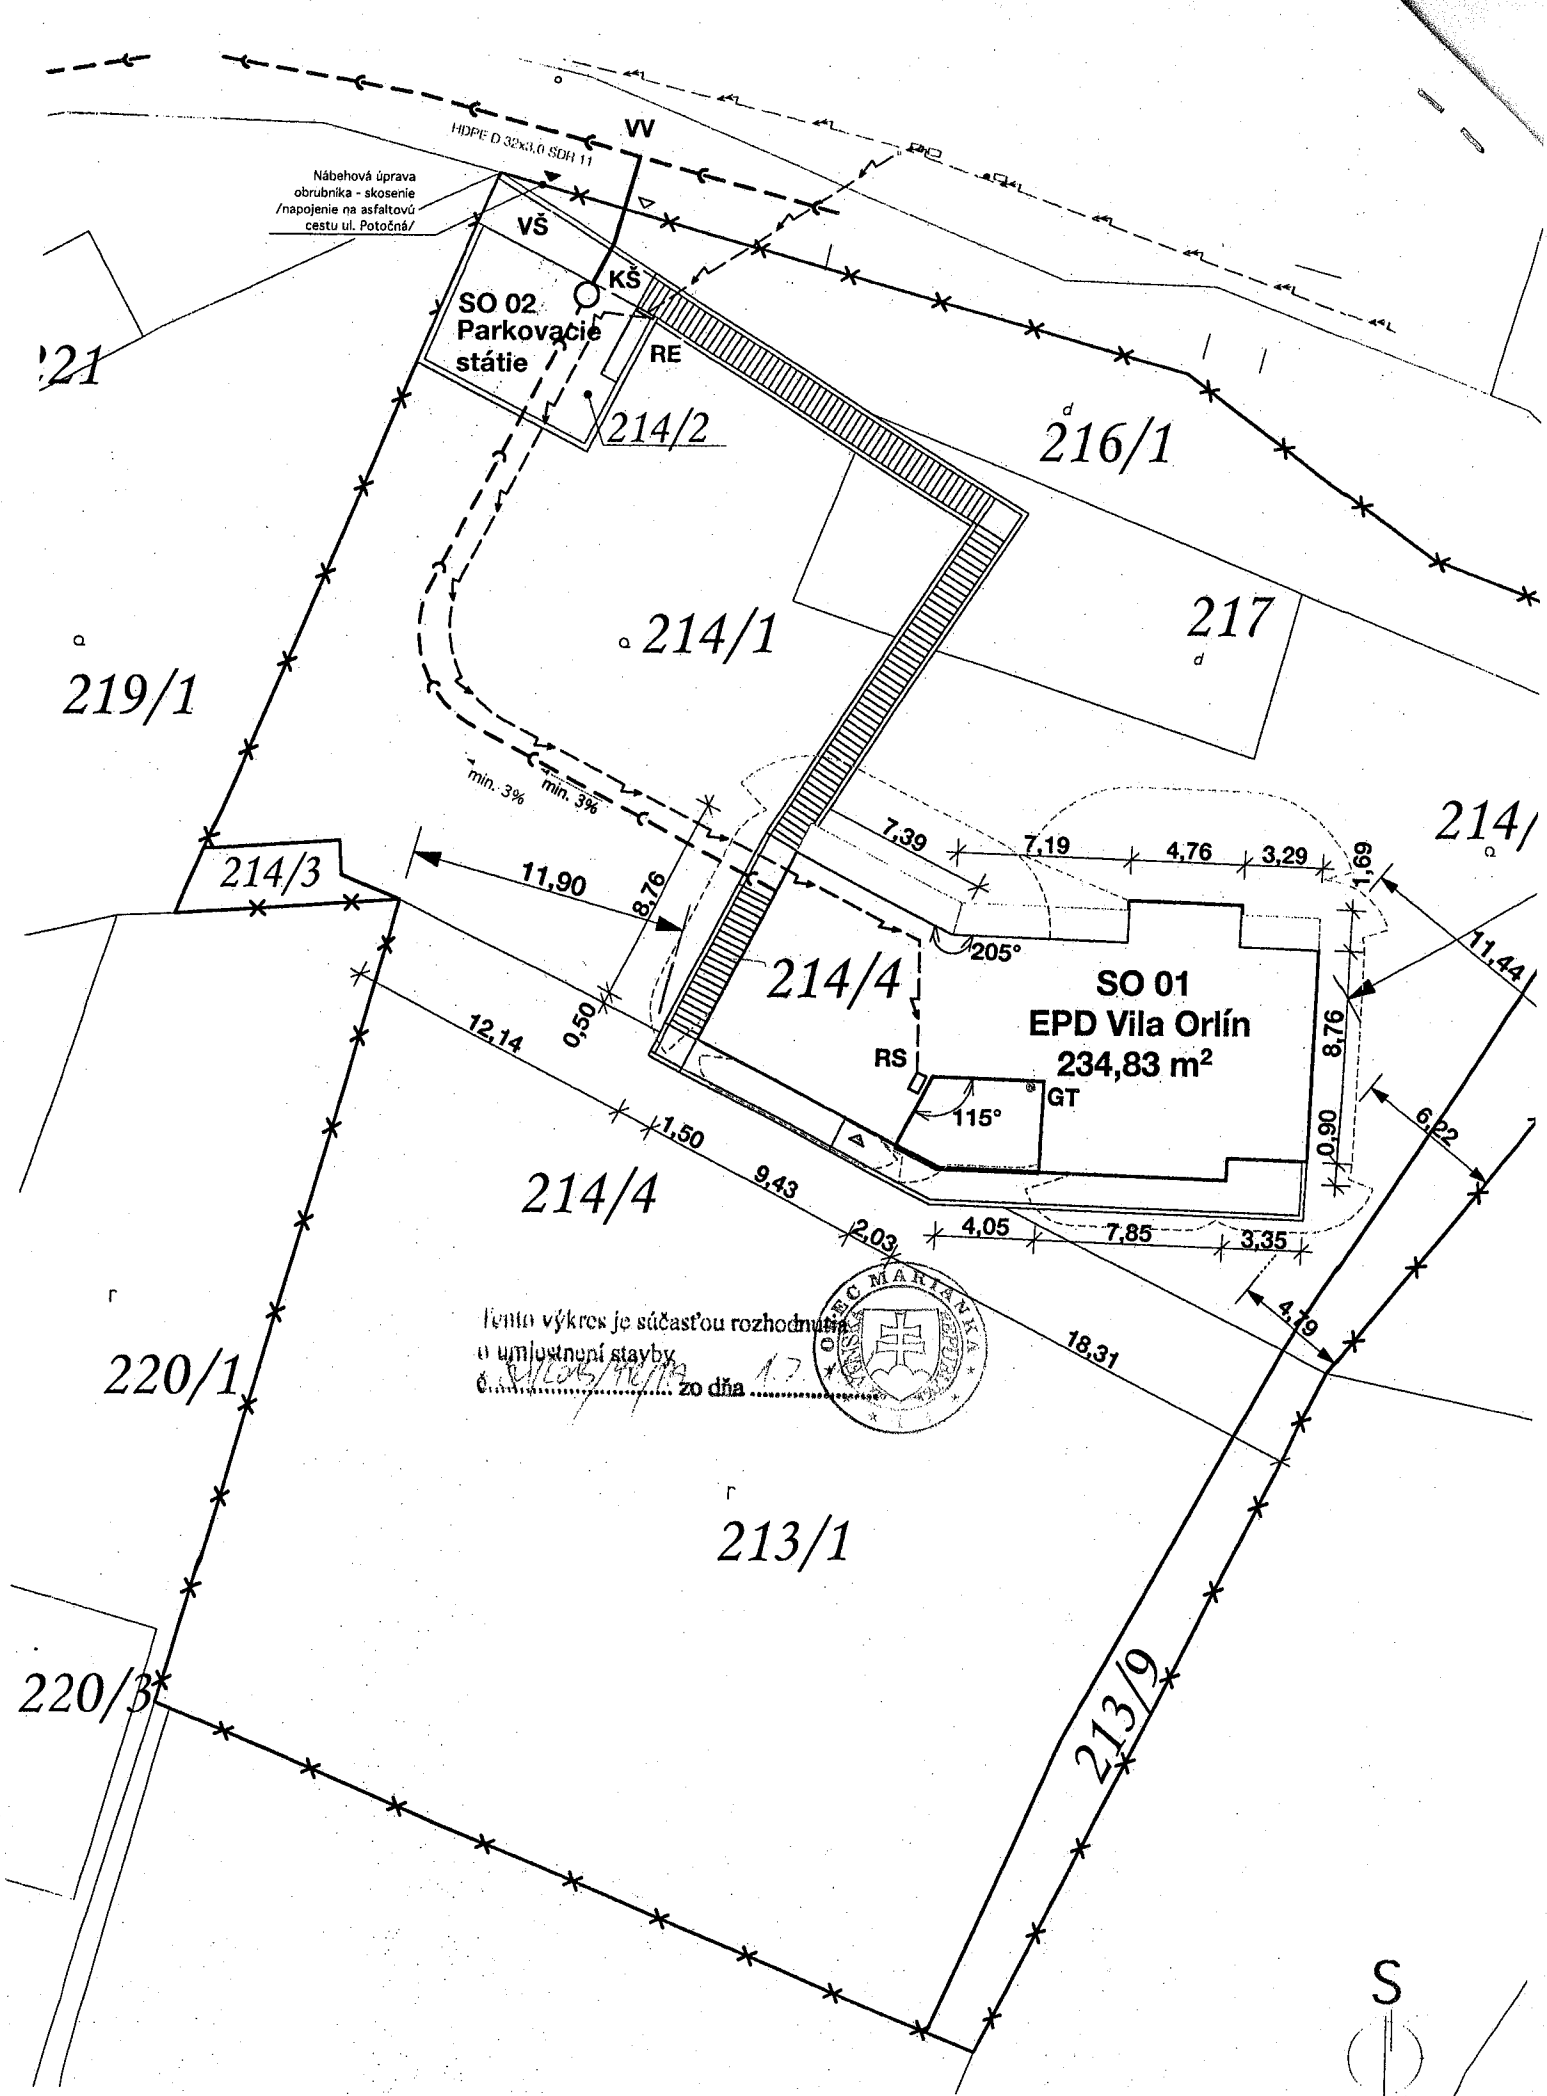 HDPE D 32x3,0 SDR 11
VV
Nábehová úprava
obrubníka - skosenie
/napojenie na asfaltovú
cestu ul. Potočná/
VŠ
KŠ
SO 02
Parkovacie
státie
RE
221
214/2
216/1
d
214/1
a
217
d
219/1
a
min. 3%
min. 3%
214/
a
7,39
7,19
4,76
3,29
1,69
214/3
11,90
8,76
11,44
205°
214/4
SO 01
EPD Vila Orlín
234,83 m²
8,76
0,50
12,14
RS
GT
115°
0,90
6,22
1,50
9,43
214/4
2,03
4,05
7,85
3,35
4,79
18,31
OBEC MARIANKA
Tento výkres je súčasťou rozhodnutia
o umiestnení stavby
č. zo dňa 1.7.
r
220/1
r
213/1
220/3
213/9
S